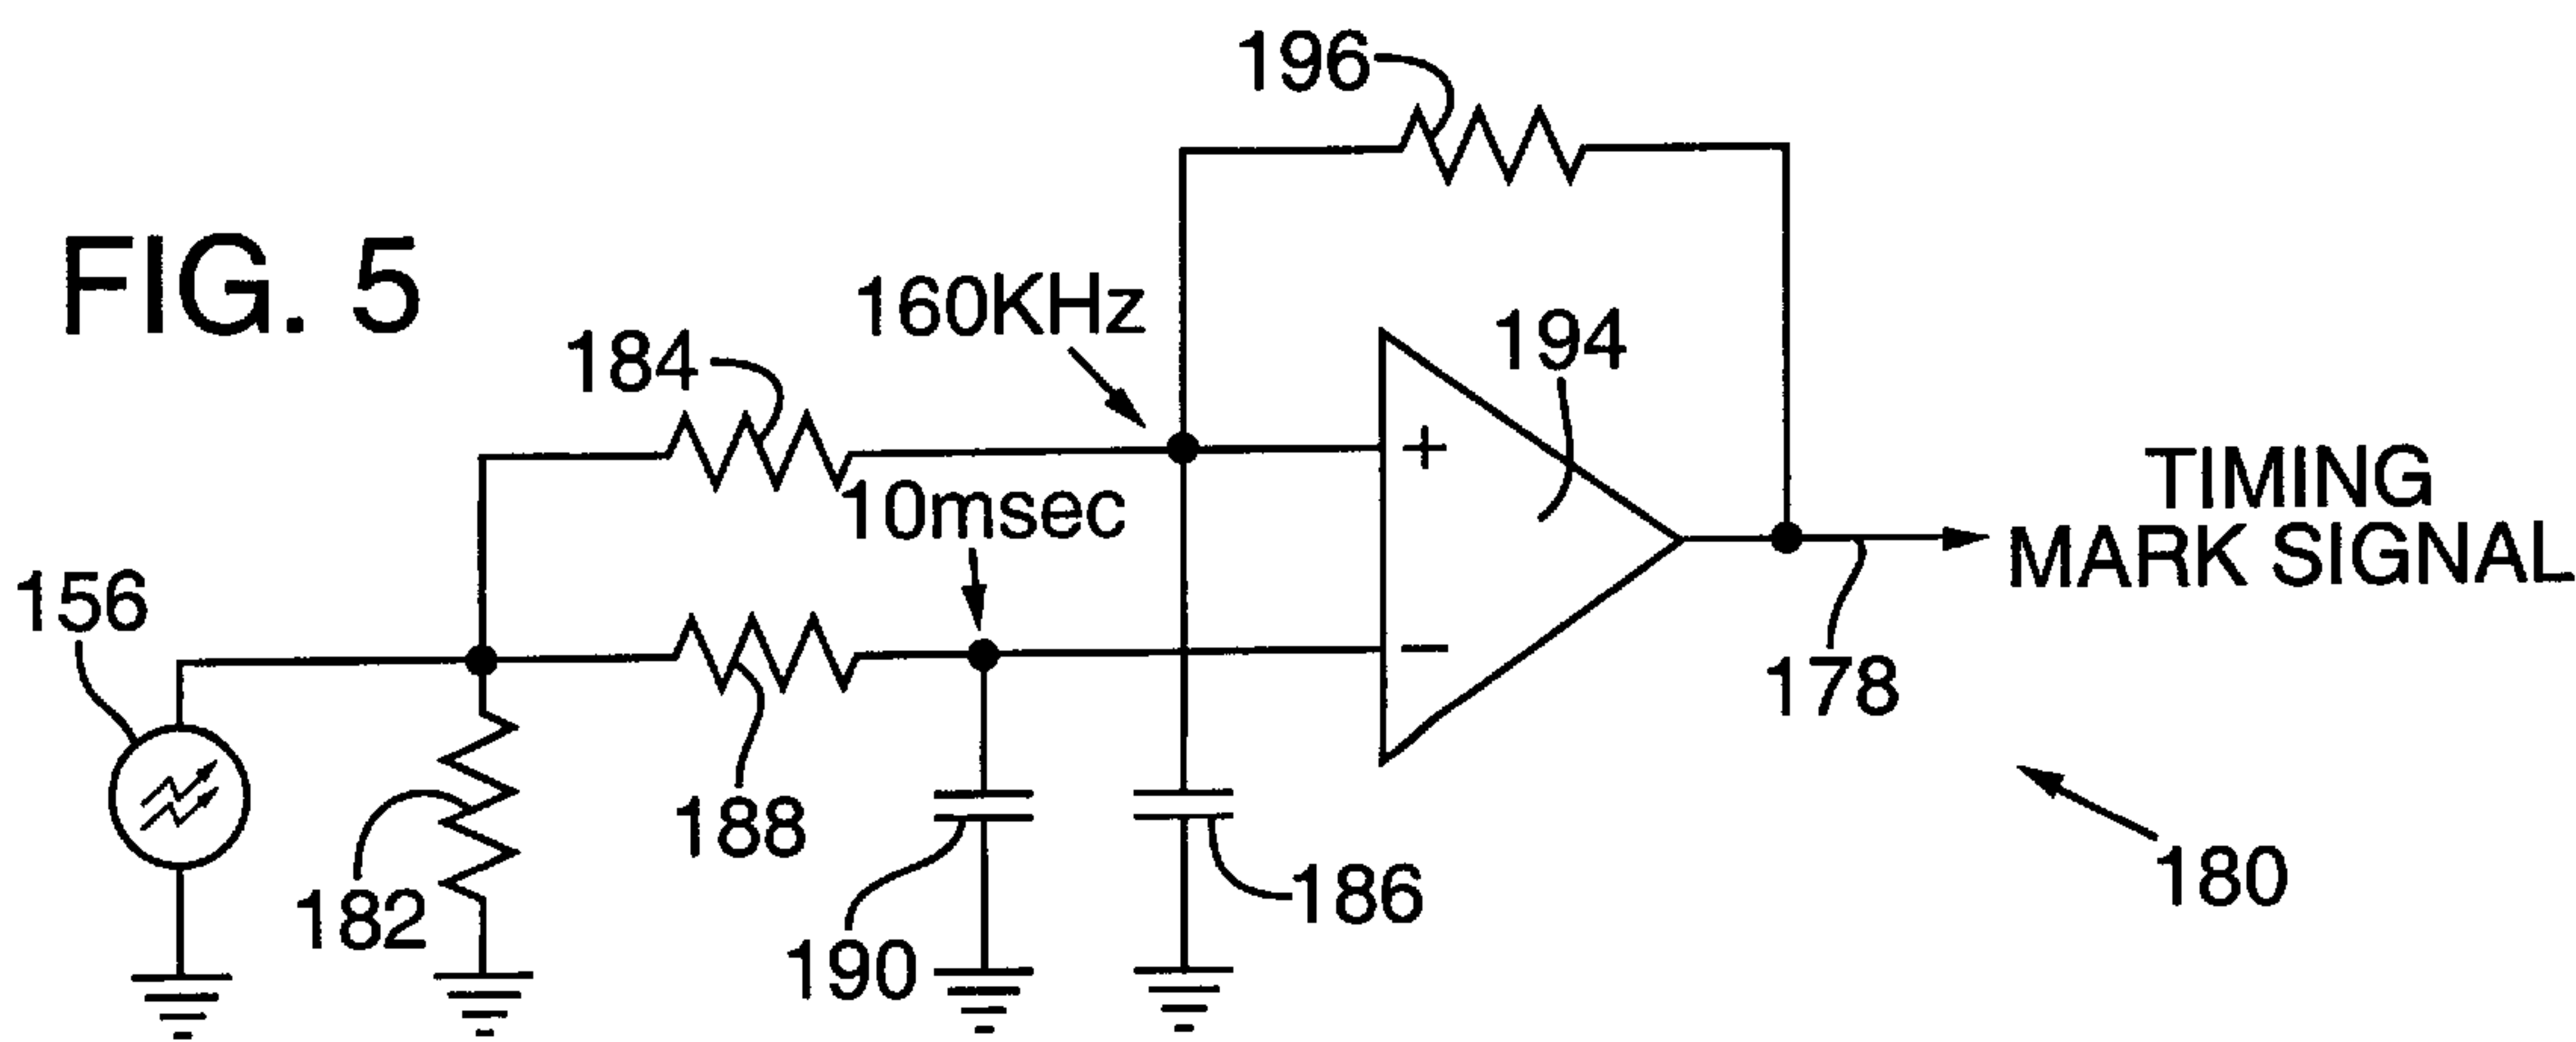 196
FIG. 5
160KHz
194
184
10msec
+
TIMING
MARK SIGNAL
156
−
178
188
182
186
180
190